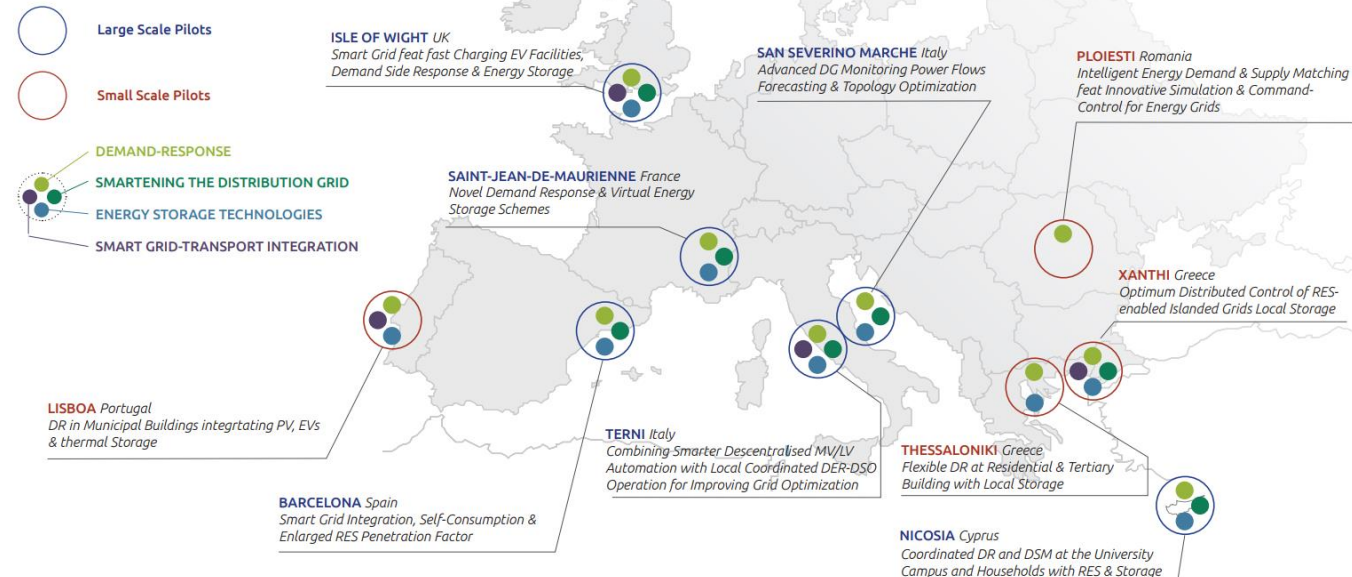 Large Scale Pilots
Small Scale Pilots
DEMAND-RESPONSE
SMARTENING THE DISTRIBUTION GRID
ENERGY STORAGE TECHNOLOGIES
SMART GRID-TRANSPORT INTEGRATION
ISLE OF WIGHT UK
Smart Grid feat fast Charging EV Facilities,
Demand Side Response & Energy Storage
SAN SEVERINO MARCHE Italy
Advanced DG Monitoring Power Flows
Forecasting & Topology Optimization
PLOIESTI Romania
Intelligent Energy Demand & Supply Matching
feat Innovative Simulation & Command-
Control for Energy Grids
SAINT-JEAN-DE-MAURIENNE France
Novel Demand Response & Virtual Energy
Storage Schemes
XANTHI Greece
Optimum Distributed Control of RES-
enabled Islanded Grids Local Storage
LISBOA Portugal
DR in Municipal Buildings integrtating PV, EVs
& thermal Storage
TERNI Italy
Combining Smarter Descentralised MV/LV
Automation with Local Coordinated DER-DSO
Operation for Improving Grid Optimization
THESSALONIKI Greece
Flexible DR at Residential & Tertiary
Building with Local Storage
BARCELONA Spain
Smart Grid Integration, Self-Consumption &
Enlarged RES Penetration Factor
NICOSIA Cyprus
Coordinated DR and DSM at the University
Campus and Households with RES & Storage